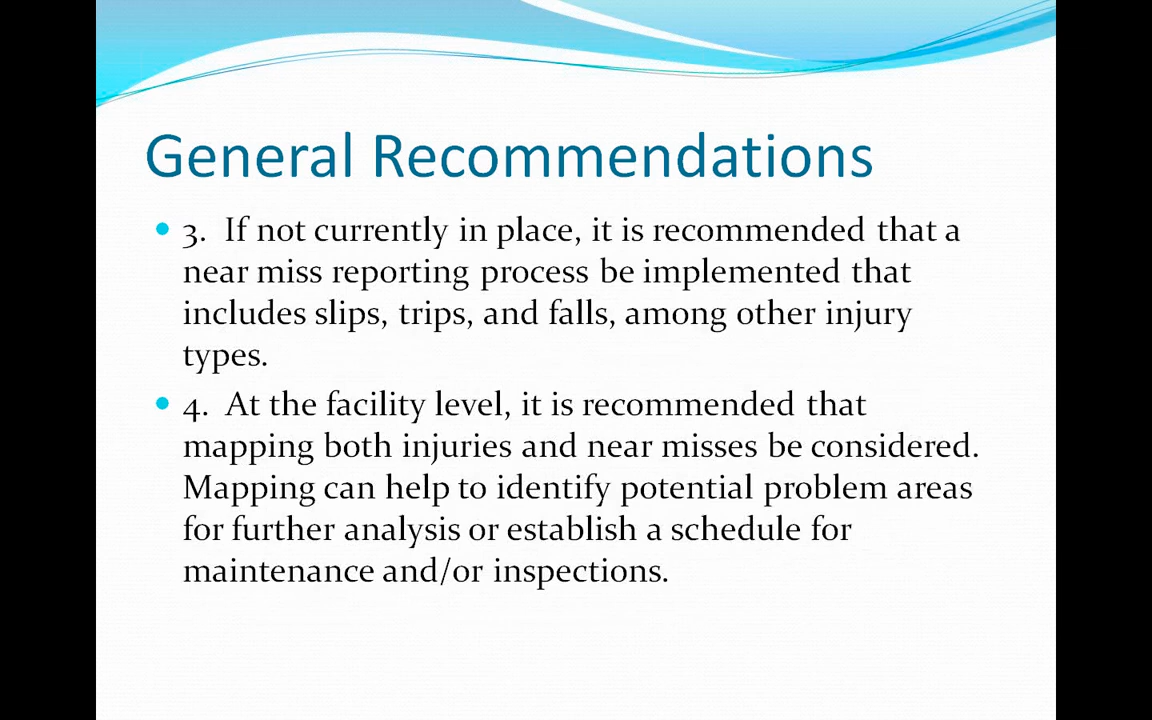 General Recommendations
3. If not currently in place, it is recommended that a
near miss reporting process be implemented that
includes slips, trips, and falls, among other injury
types.
4. At the facility level, it is recommended that
mapping both injuries and near misses be considered.
Mapping can help to identify potential problem areas
for further analysis or establish a schedule for
maintenance and/or inspections.